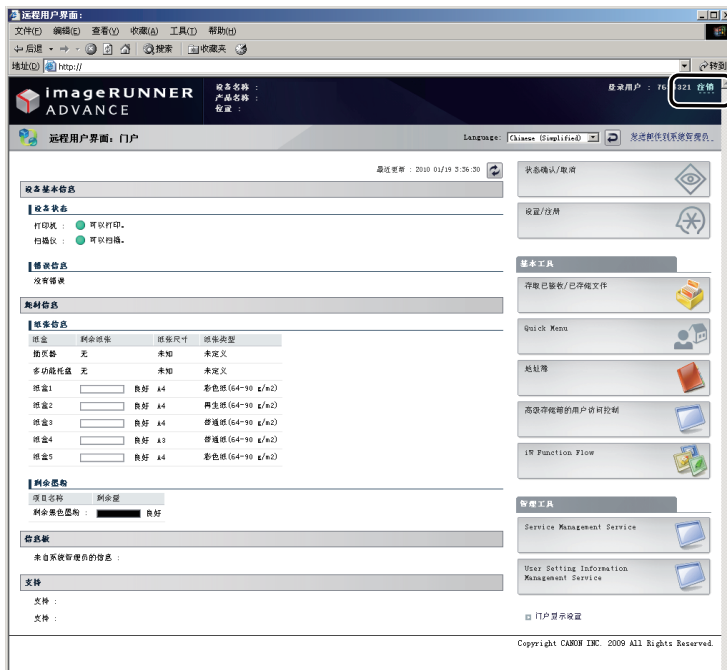 远程用户界面:
文件(F) 编辑(E) 查看(V) 收藏(A) 工具(T) 帮助(H)
后退 搜索 收藏夹
地址(D) http:// 转到
imageRUNNER ADVANCE
设备名称 :
产品名称 :
位置 :
登录用户 : 76 4321 注销
远程用户界面: 门户
Language: Chinese (Simplified) 发送邮件到系统管理员.
最近更新 : 2010 01/19 3:36:30
设备基本信息
设备状态
打印机 : 可以打印。
扫描仪 : 可以扫描。
错误信息
没有错误
耗材信息
纸张信息
纸盒 剩余纸张 纸张尺寸 纸张类型
插页器 无 未知 未定义
多功能托盘 无 未知 未定义
纸盒1 良好 A4 彩色纸(64-90 g/m2)
纸盒2 良好 A4 再生纸(64-90 g/m2)
纸盒3 良好 A4 普通纸(64-90 g/m2)
纸盒4 良好 A3 普通纸(64-90 g/m2)
纸盒5 良好 A4 彩色纸(64-90 g/m2)
剩余墨粉
项目名称 剩余量
剩余黑色墨粉 : 良好
信息板
来自系统管理员的信息 :
支持
支持 :
支持 :
状态确认/取消
设置/注册
基本工具
存取已接收/已存储文件
Quick Menu
地址簿
高级存储箱的用户访问控制
iW Function Flow
管理工具
Service Management Service
User Setting Information
Management Service
门户显示设置
Copyright CANON INC. 2009 All Rights Reserved.